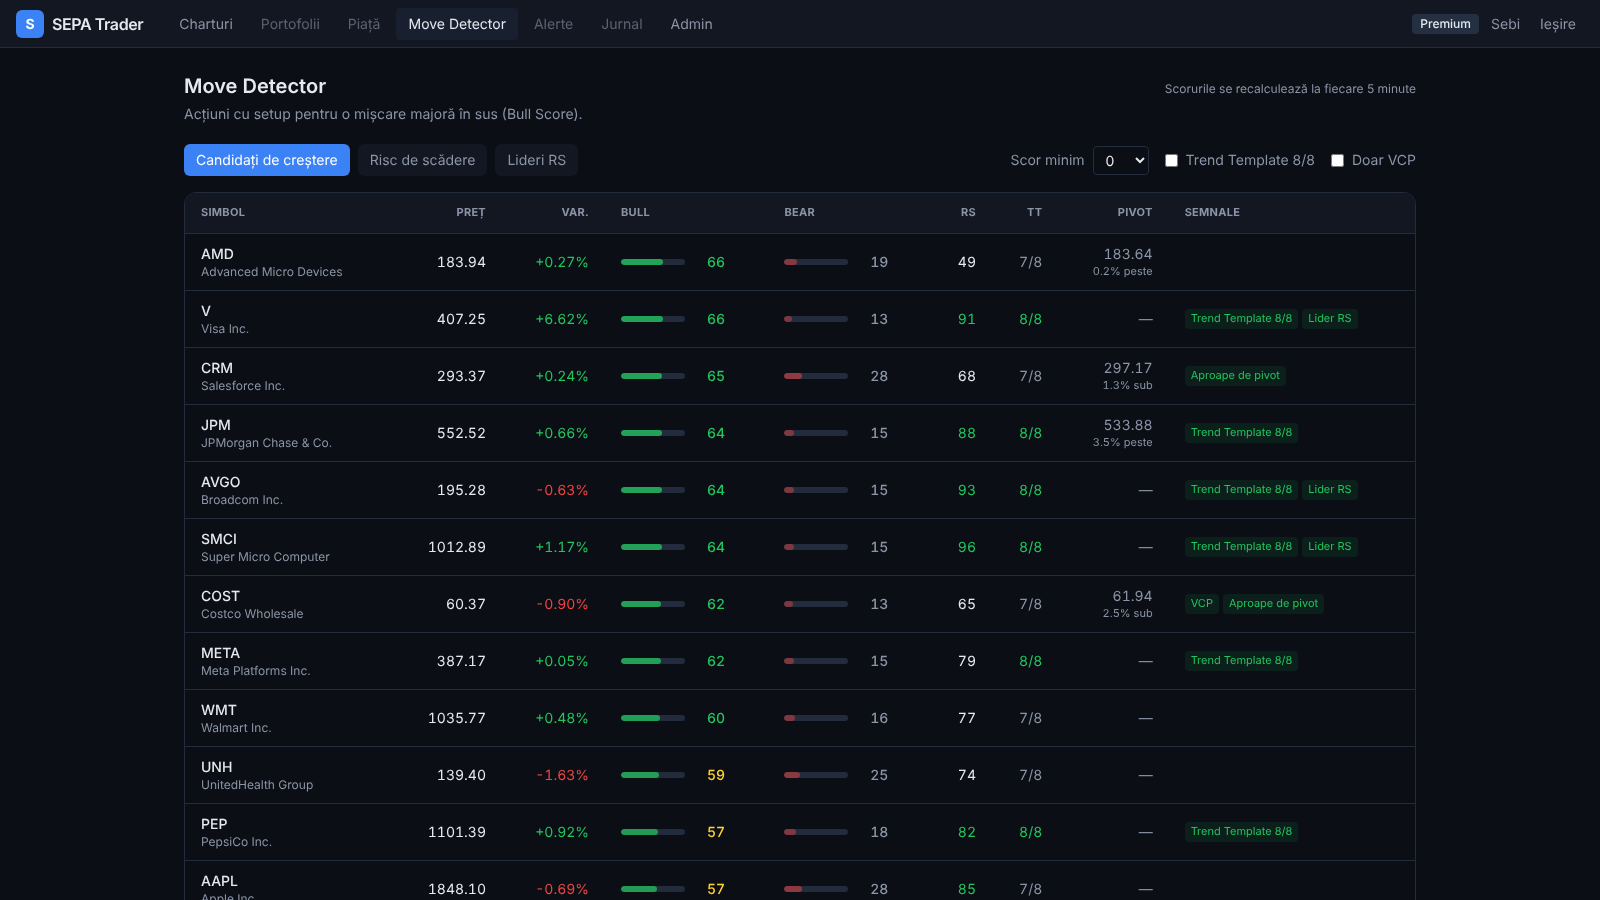 S SEPA Trader Charturi Portofolii Piață Move Detector Alerte Jurnal Admin Premium Sebi Ieșire
Move Detector
Scorurile se recalculează la fiecare 5 minute
Acțiuni cu setup pentru o mișcare majoră în sus (Bull Score).
Candidați de creștere Risc de scădere Lideri RS Scor minim 0 Trend Template 8/8 Doar VCP
SIMBOL PREȚ VAR. BULL BEAR RS TT PIVOT SEMNALE
AMD 183.94 +0.27% 66 19 49 7/8 183.64
Advanced Micro Devices 0.2% peste
V 407.25 +6.62% 66 13 91 8/8 — Trend Template 8/8 Lider RS
Visa Inc.
CRM 293.37 +0.24% 65 28 68 7/8 297.17 Aproape de pivot
Salesforce Inc. 1.3% sub
JPM 552.52 +0.66% 64 15 88 8/8 533.88 Trend Template 8/8
JPMorgan Chase & Co. 3.5% peste
AVGO 195.28 -0.63% 64 15 93 8/8 — Trend Template 8/8 Lider RS
Broadcom Inc.
SMCI 1012.89 +1.17% 64 15 96 8/8 — Trend Template 8/8 Lider RS
Super Micro Computer
COST 60.37 -0.90% 62 13 65 7/8 61.94 VCP Aproape de pivot
Costco Wholesale 2.5% sub
META 387.17 +0.05% 62 15 79 8/8 — Trend Template 8/8
Meta Platforms Inc.
WMT 1035.77 +0.48% 60 16 77 7/8 —
Walmart Inc.
UNH 139.40 -1.63% 59 25 74 7/8 —
UnitedHealth Group
PEP 1101.39 +0.92% 57 18 82 8/8 — Trend Template 8/8
PepsiCo Inc.
AAPL 1848.10 -0.69% 57 28 85 7/8 —
Apple Inc.